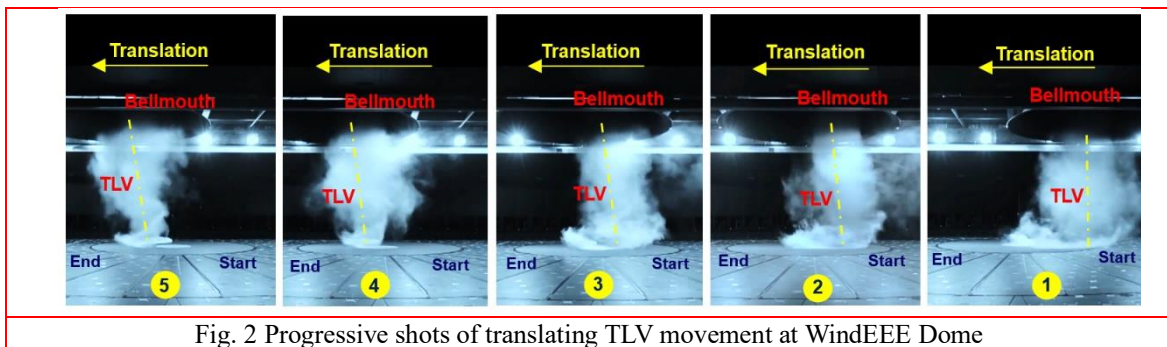 Translation
Bellmouth
TLV
End
Start
5
Translation
Bellmouth
TLV
End
Start
4
Translation
Bellmouth
TLV
End
Start
3
Translation
Bellmouth
TLV
End
Start
2
Translation
Bellmouth
TLV
End
Start
1
Fig. 2 Progressive shots of translating TLV movement at WindEEE Dome